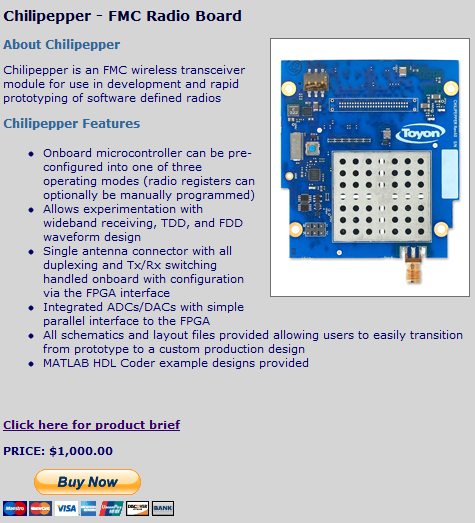 Chilipepper - FMC Radio Board
About Chilipepper
Chilipepper is an FMC wireless transceiver
module for use in development and rapid
prototyping of software defined radios
Chilipepper Features
Onboard microcontroller can be pre-
configured into one of three
operating modes (radio registers can
optionally be manually programmed)
Allows experimentation with
wideband receiving, TDD, and FDD
waveform design
Single antenna connector with all
duplexing and Tx/Rx switching
handled onboard with configuration
via the FPGA interface
Integrated ADCs/DACs with simple
parallel interface to the FPGA
All schematics and layout files provided allowing users to easily transition
from prototype to a custom production design
MATLAB HDL Coder example designs provided
Toyon
Click here for product brief
PRICE: $1,000.00
Buy Now
Maestro
MasterCard
VISA
DISCOVER
BANK